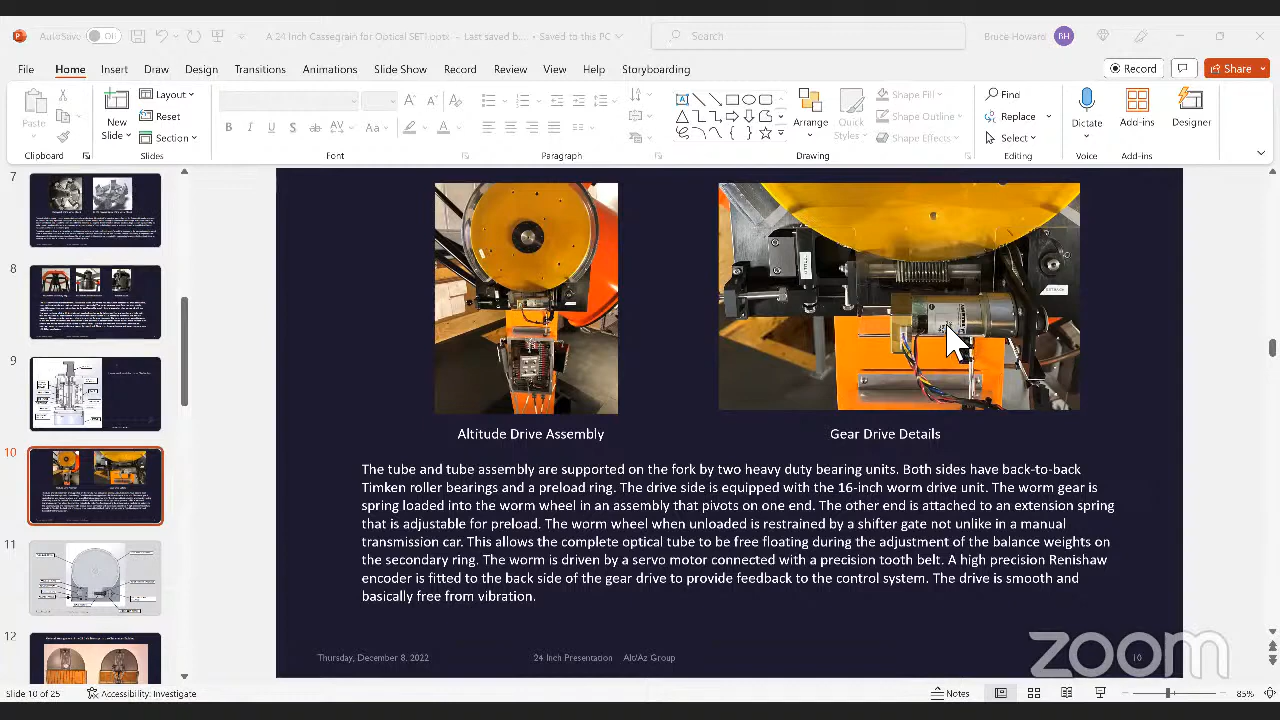 AutoSave Off A 24 Inch Cassegrain for Optical SETI.pptx – Last saved b... • Saved to this PC Search Bruce Howard BH
File Home Insert Draw Design Transitions Animations Slide Show Record Review View Help Storyboarding Record Share
Paste New Slide Layout Reset Section Arrange Quick Styles Shape Fill Shape Outline Shape Effects Find Replace Select Dictate Add-ins Designer
Clipboard Slides Font Paragraph Drawing Editing Voice Add-ins
7
8
9
10
11
12
Altitude Drive Assembly Gear Drive Details
The tube and tube assembly are supported on the fork by two heavy duty bearing units. Both sides have back-to-back
Timken roller bearings and a preload ring. The drive side is equipped with the 16-inch worm drive unit. The worm gear is
spring loaded into the worm wheel in an assembly that pivots on one end. The other end is attached to an extension spring
that is adjustable for preload. The worm wheel when unloaded is restrained by a shifter gate not unlike in a manual
transmission car. This allows the complete optical tube to be free floating during the adjustment of the balance weights on
the secondary ring. The worm is driven by a servo motor connected with a precision tooth belt. A high precision Renishaw
encoder is fitted to the back side of the gear drive to provide feedback to the control system. The drive is smooth and
basically free from vibration.
Thursday, December 8, 2022 24 Inch Presentation Alt/Az Group 10
zoom
Slide 10 of 25 Accessibility: Investigate Notes 85%